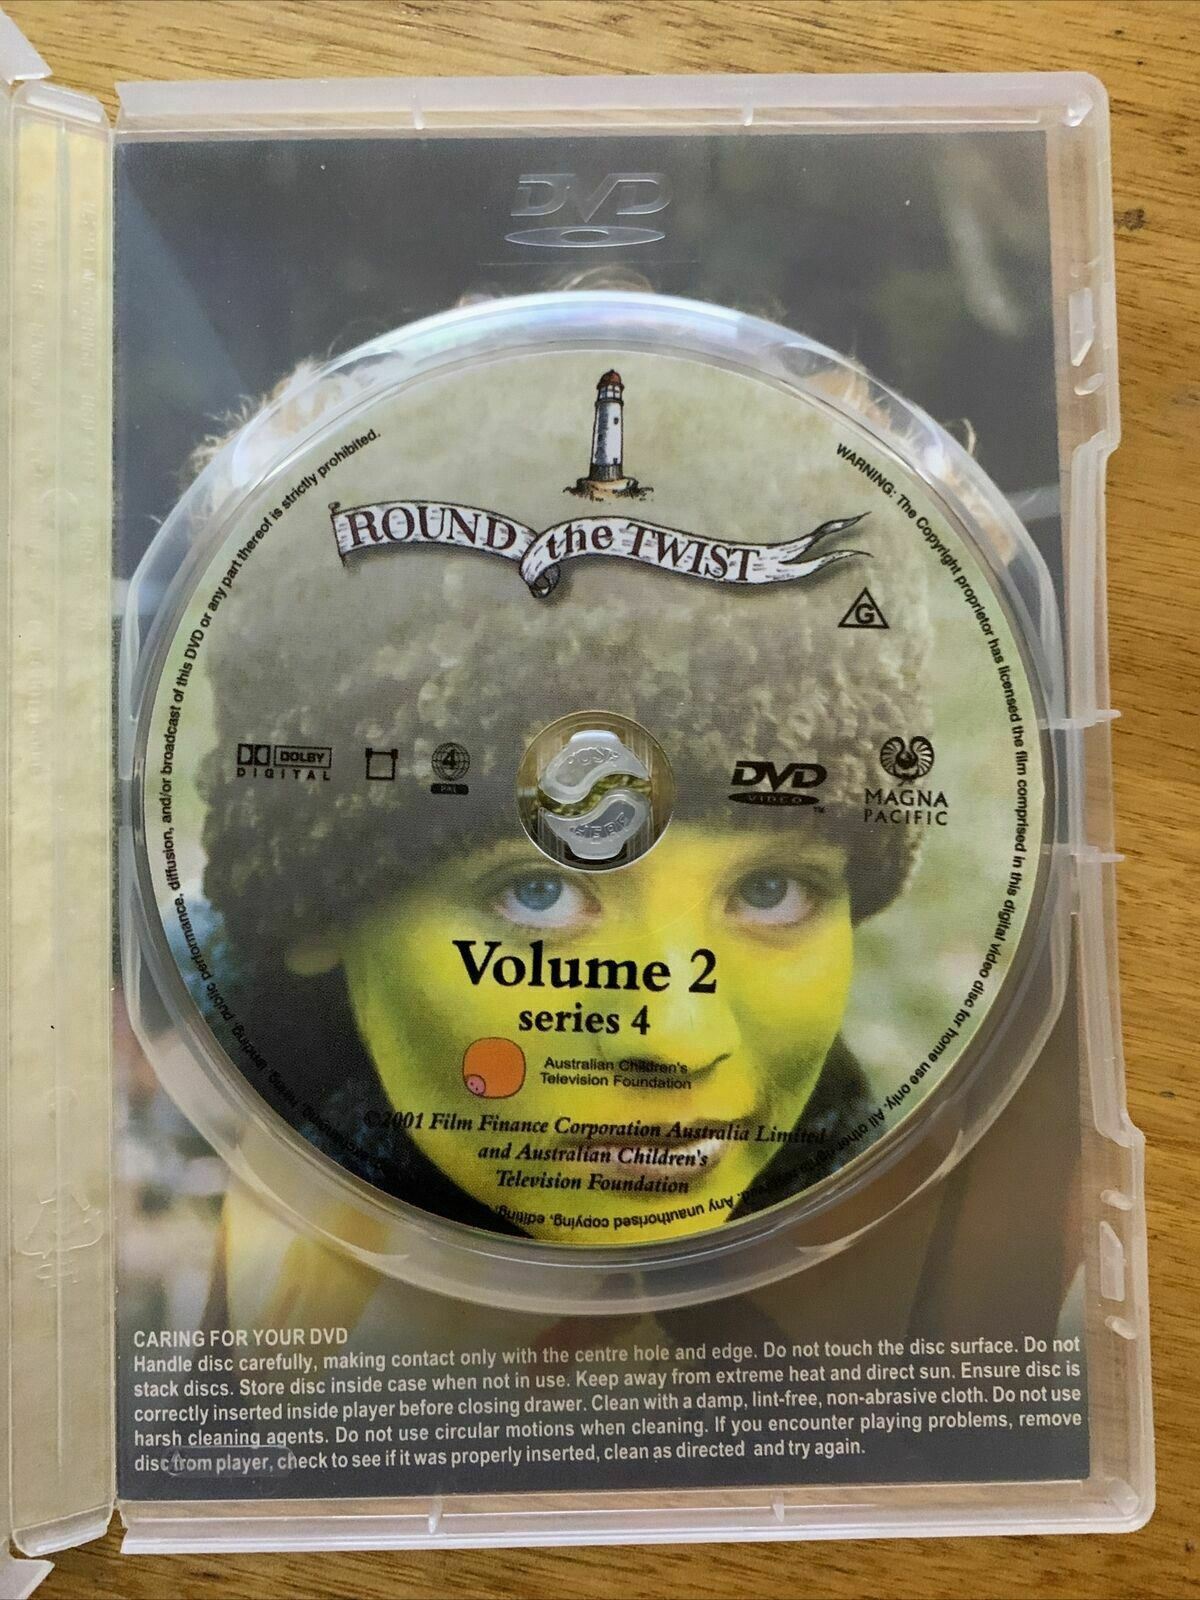 DVD
ROUND the TWIST
G
DOLBY
DIGITAL
4
PAL
PUSH
HERE
DVD
VIDEO
TM
MAGNA
PACIFIC
Volume 2
series 4
Australian Children's
Television Foundation
©2001 Film Finance Corporation Australia Limited
and Australian Children's
Television Foundation
WARNING: The Copyright proprietor has licensed the film comprised in this digital video disc for home use only. All other rights Any unauthorised copying, editing, renting, lending, public performance, diffusion, and/or broadcast of this DVD or any part thereof is strictly prohibited.
CARING FOR YOUR DVD
Handle disc carefully, making contact only with the centre hole and edge. Do not touch the disc surface. Do not
stack discs. Store disc inside case when not in use. Keep away from extreme heat and direct sun. Ensure disc is
correctly inserted inside player before closing drawer. Clean with a damp, lint-free, non-abrasive cloth. Do not use
harsh cleaning agents. Do not use circular motions when cleaning. If you encounter playing problems, remove
disc from player, check to see if it was properly inserted, clean as directed and try again.